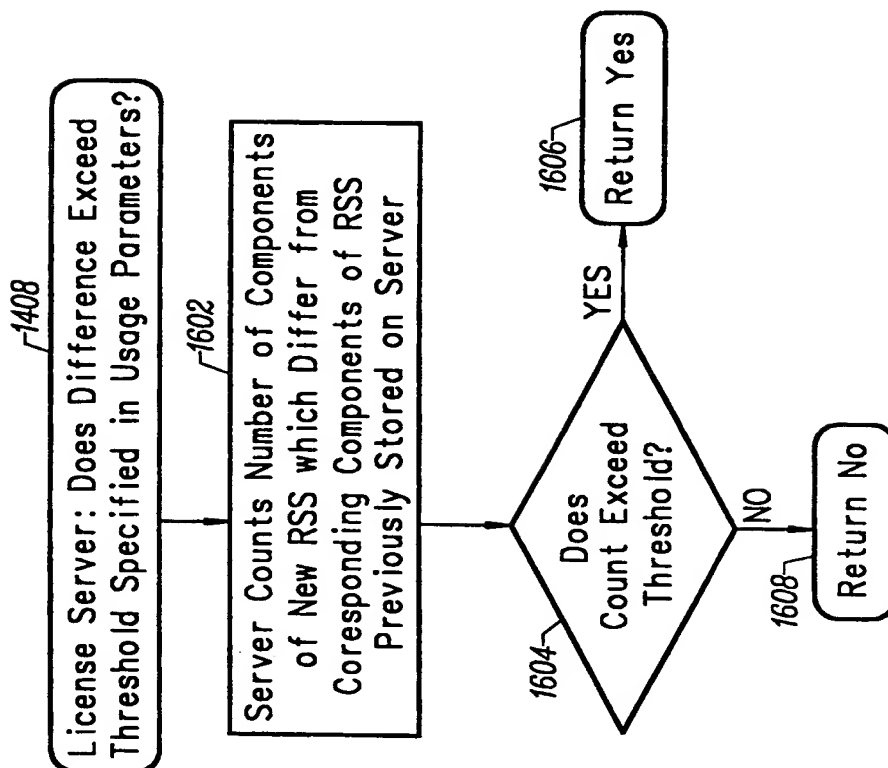 1408
License Server: Does Difference Exceed
Threshold Specified in Usage Parameters?
1602
Server Counts Number of Components
of New RSS which Differ from
Coresponding Components of RSS
Previously Stored on Server
1604
Does
Count Exceed
Threshold?
YES
1606
Return Yes
NO
1608
Return No